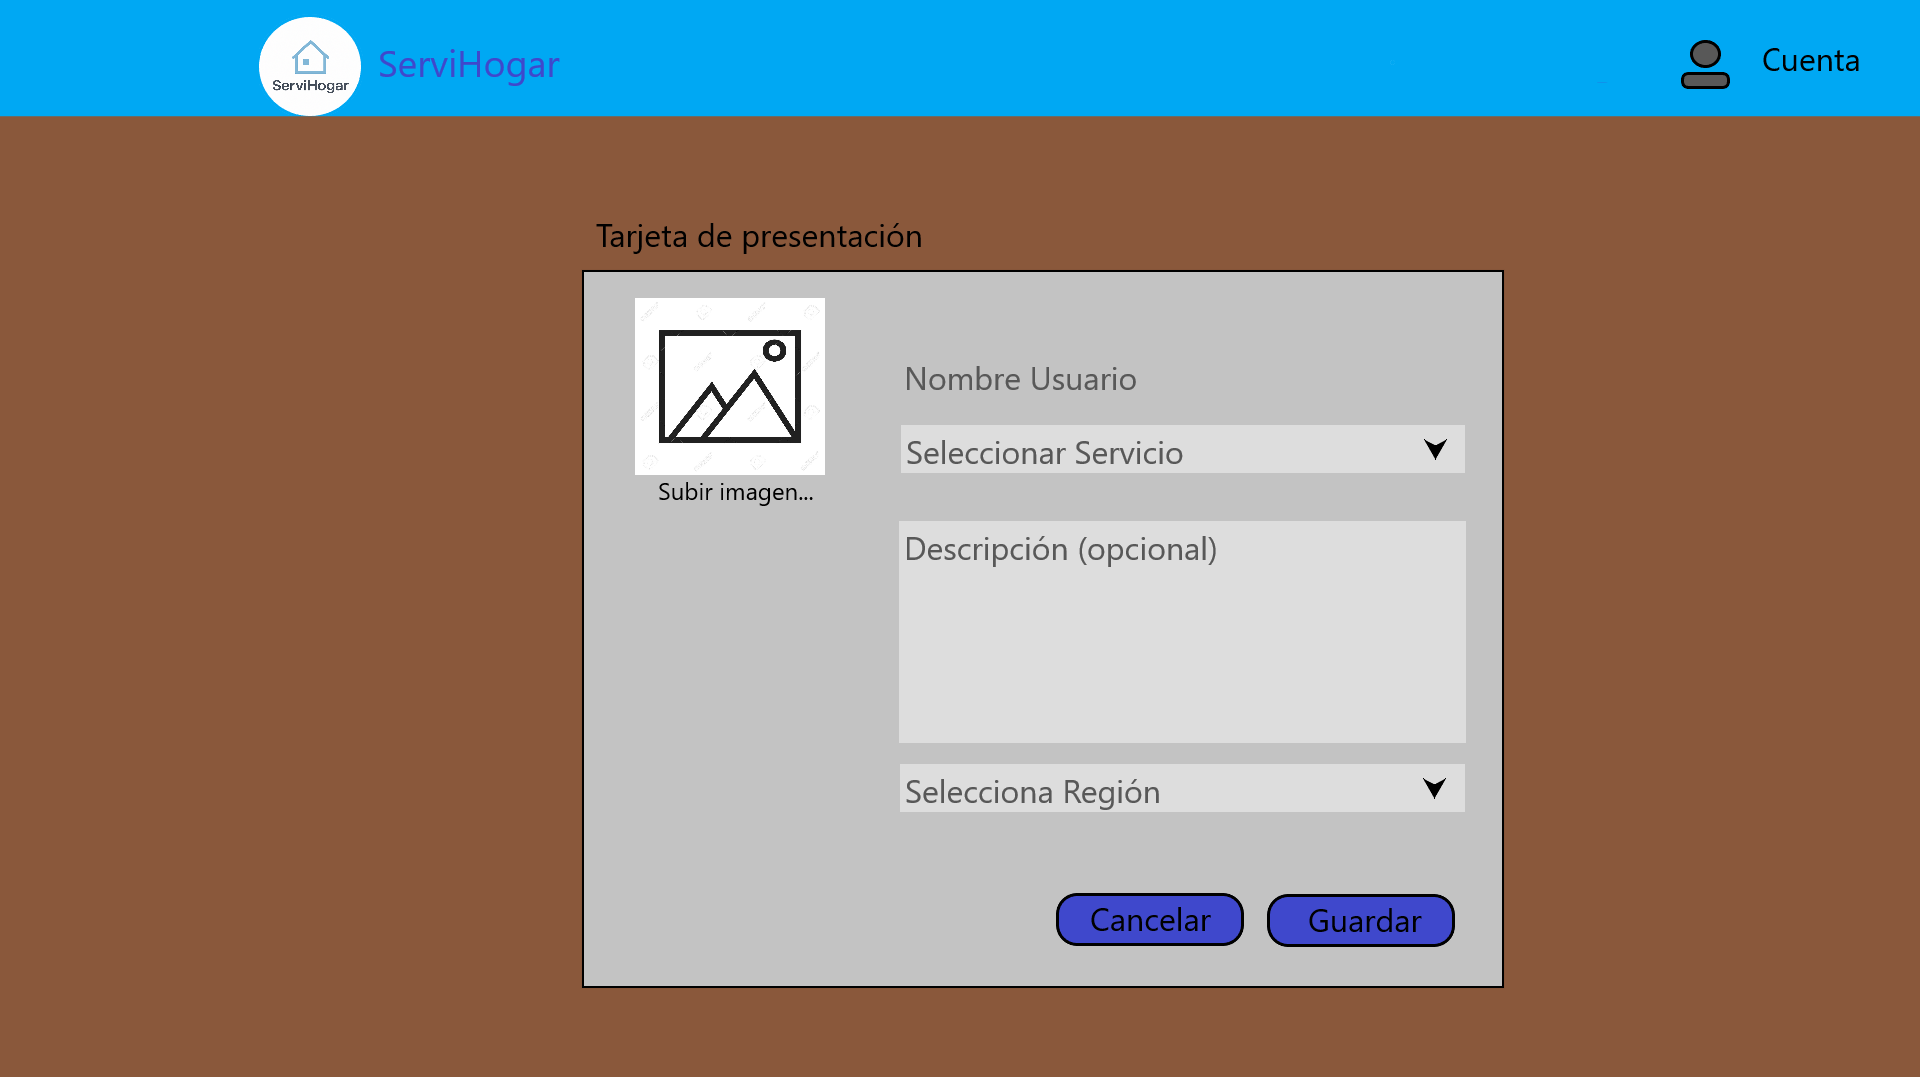 ServiHogar
ServiHogar
Cuenta
Tarjeta de presentación
Subir imagen...
Nombre Usuario
Seleccionar Servicio
Descripción (opcional)
Selecciona Región
Cancelar
Guardar